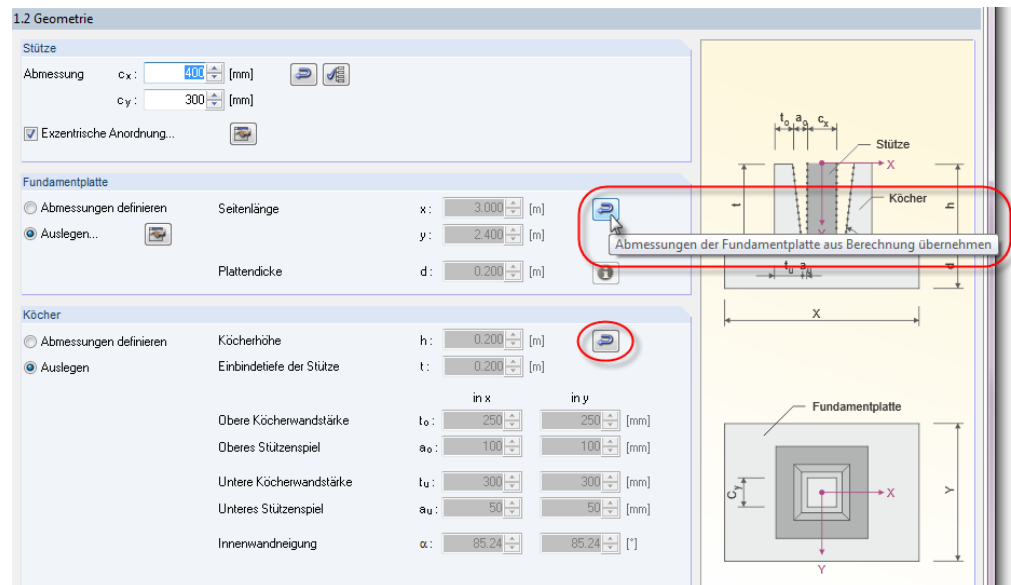 1.2 Geometrie
Stütze
Abmessung cx: 400 [mm]
cy: 300 [mm]
Exzentrische Anordnung...
Fundamentplatte
Abmessungen definieren Seitenlänge x: 3.000 [m]
Auslegen... y: 2.400 [m]
Plattendicke d: 0.200 [m]
Abmessungen der Fundamentplatte aus Berechnung übernehmen
Köcher
Abmessungen definieren Köcherhöhe h: 0.200 [m]
Auslegen Einbindetiefe der Stütze t: 0.200 [m]
in x in y
Obere Köcherwandstärke to: 250 250 [mm]
Oberes Stützenspiel ao: 100 100 [mm]
Untere Köcherwandstärke tu: 300 300 [mm]
Unteres Stützenspiel au: 50 50 [mm]
Innenwandneigung α: 85.24 85.24 [°]
to ao cx
Stütze
X
Köcher
t
h
tu au
d
X
Fundamentplatte
cy
X
Y
Y